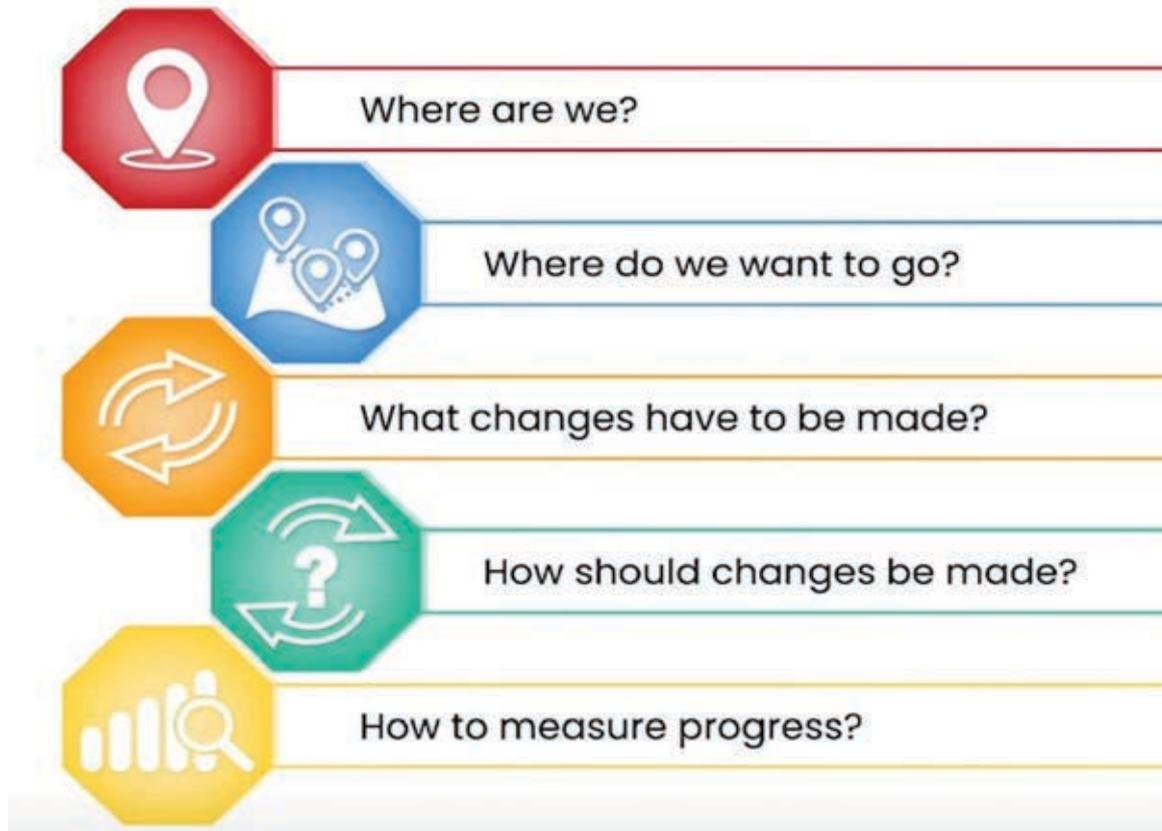 Where are we?
Where do we want to go?
What changes have to be made?
How should changes be made?
?
How to measure progress?